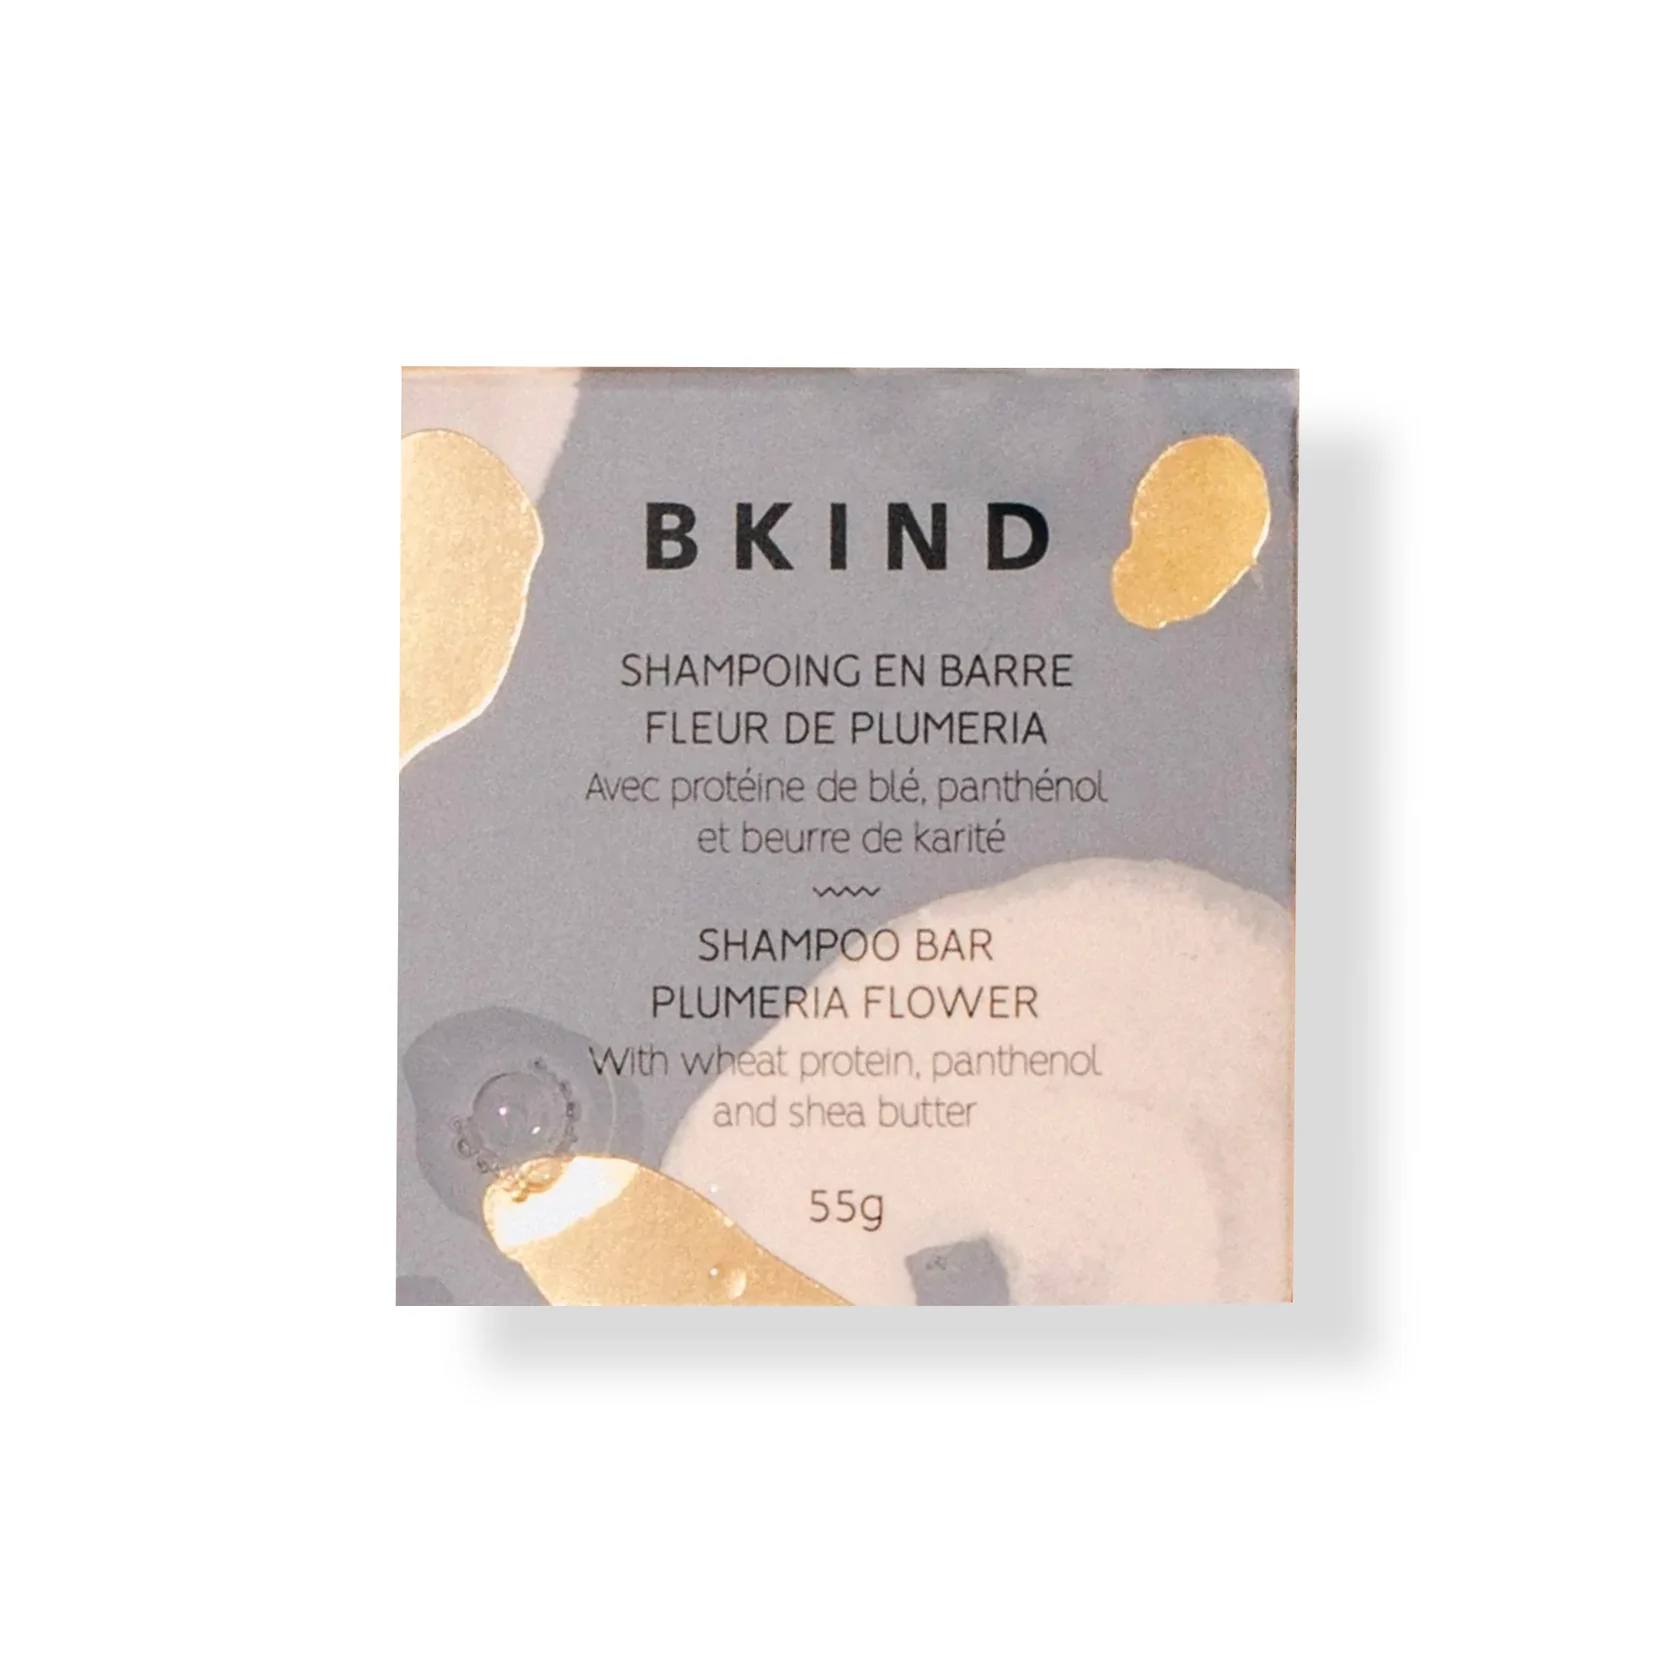 BKIND
SHAMPOING EN BARRE
FLEUR DE PLUMERIA
Avec protéine de blé, panthénol
et beurre de karité
SHAMPOO BAR
PLUMERIA FLOWER
With wheat protein, panthenol
and shea butter
55g